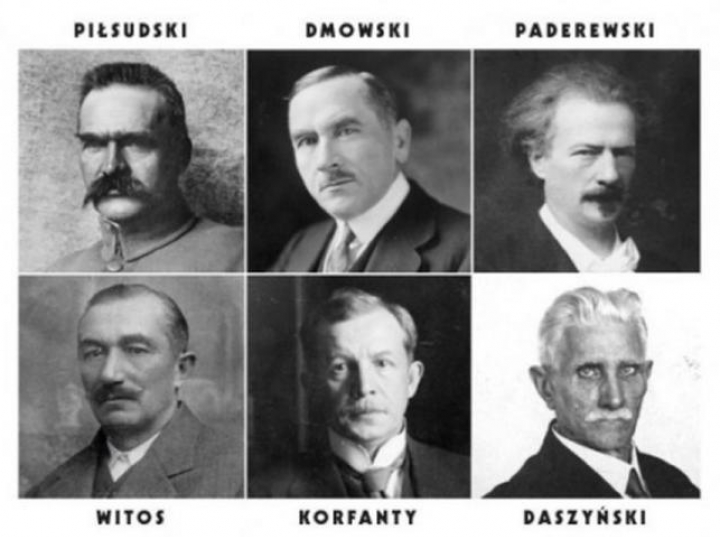 PIŁSUDSKI DMOWSKI PADEREWSKI
WITOS KORFANTY DASZYŃSKI